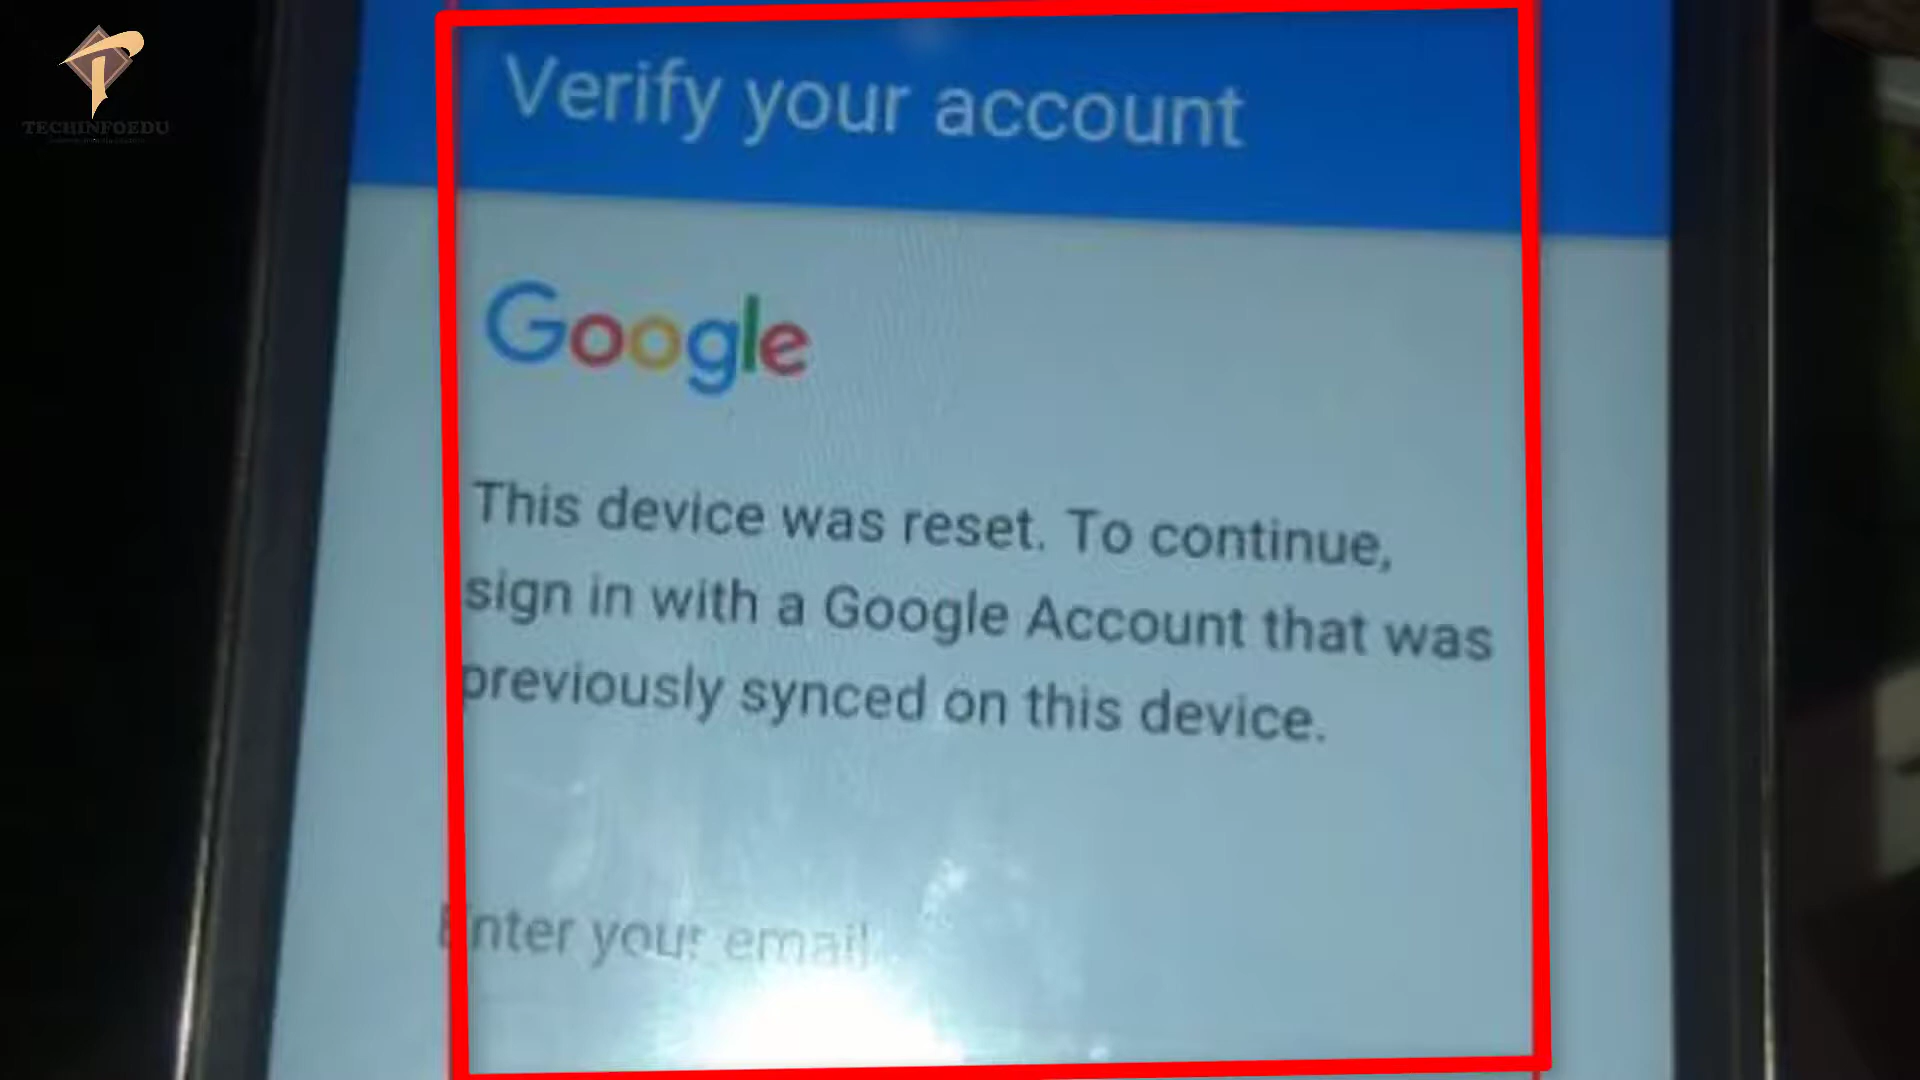 TECHINFOEDU
Verify your account
Google
This device was reset. To continue,
sign in with a Google Account that was
previously synced on this device.
Enter your email